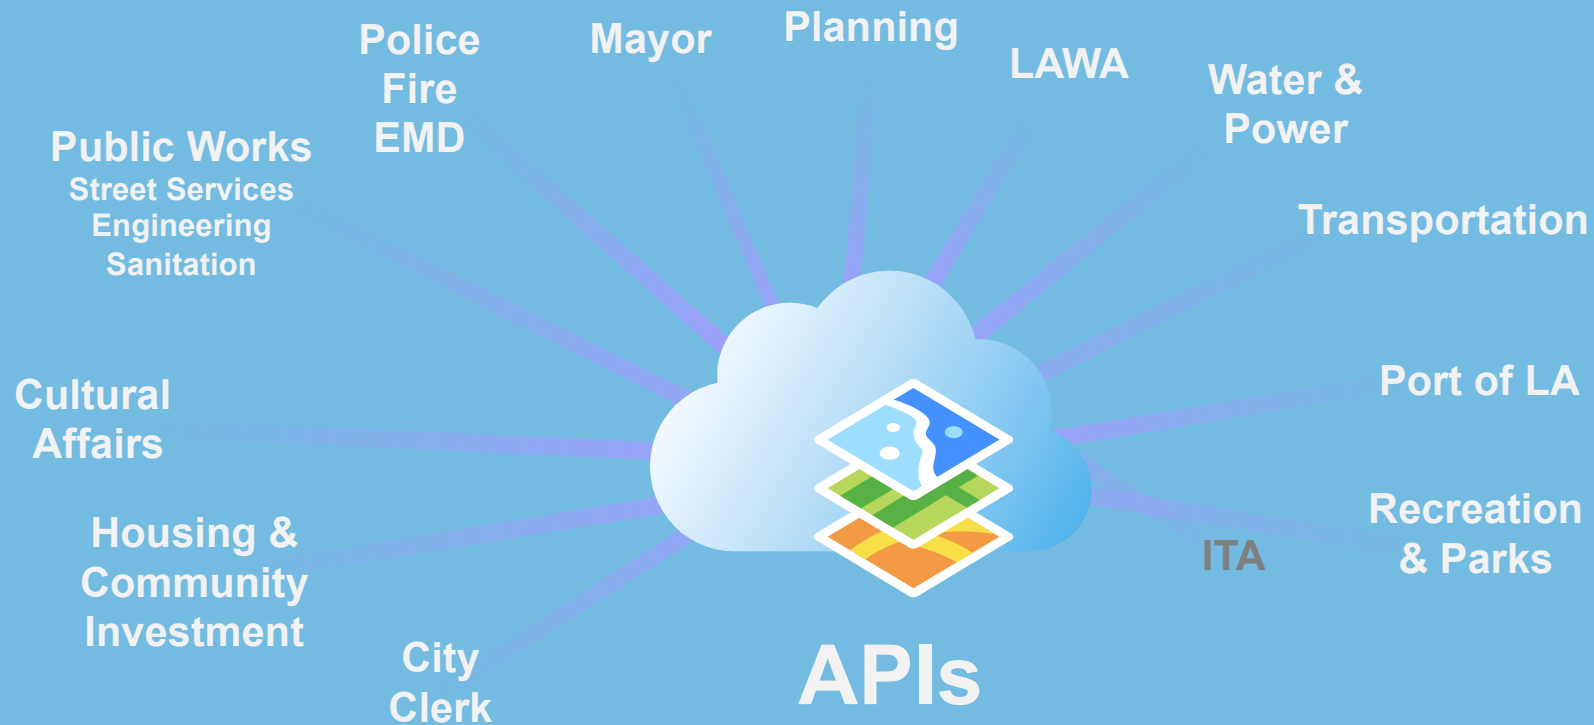 Police
Fire
EMD
Mayor
Planning
LAWA
Water &
Power
Public Works
Street Services
Engineering
Sanitation
Transportation
Cultural
Affairs
Port of LA
Housing &
Community
Investment
Recreation
& Parks
ITA
City
Clerk
APIs